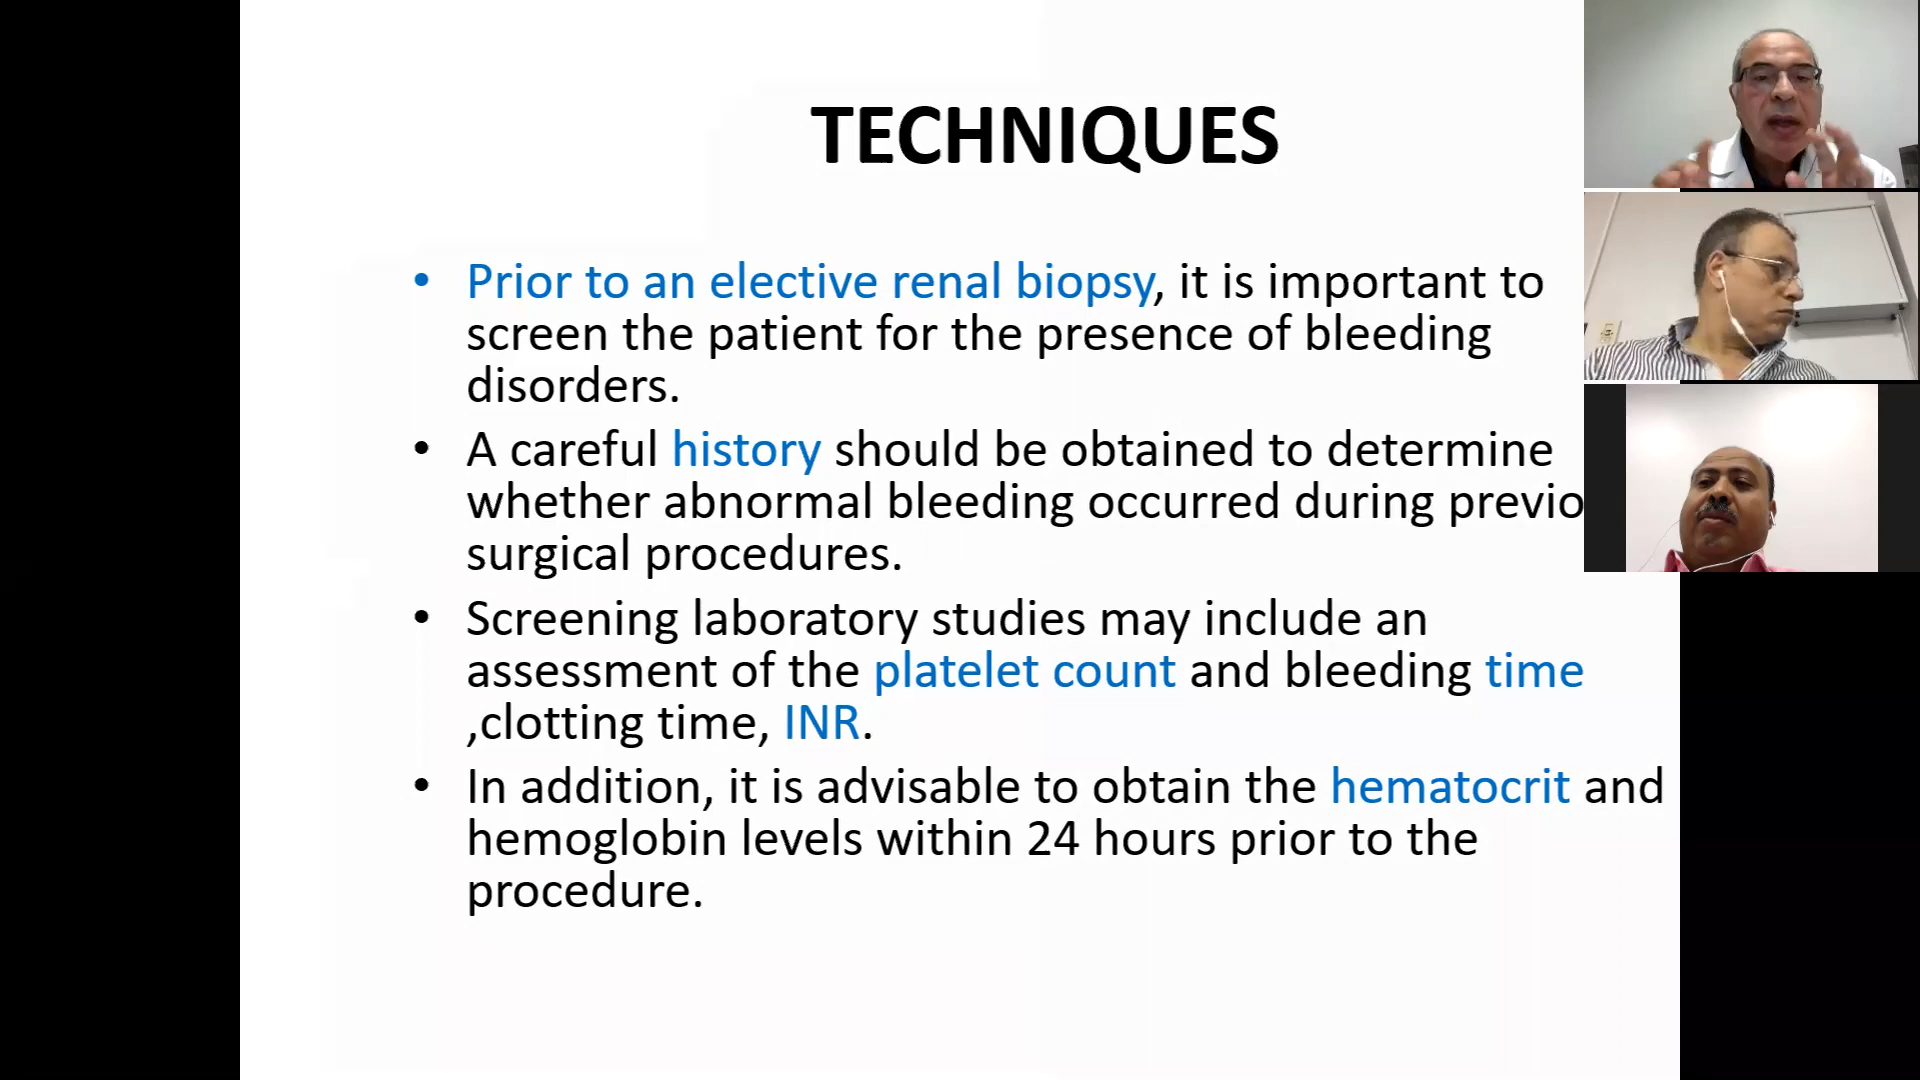 TECHNIQUES
• Prior to an elective renal biopsy, it is important to
screen the patient for the presence of bleeding
disorders.
• A careful history should be obtained to determine
whether abnormal bleeding occurred during previo
surgical procedures.
• Screening laboratory studies may include an
assessment of the platelet count and bleeding time
,clotting time, INR.
• In addition, it is advisable to obtain the hematocrit and
hemoglobin levels within 24 hours prior to the
procedure.